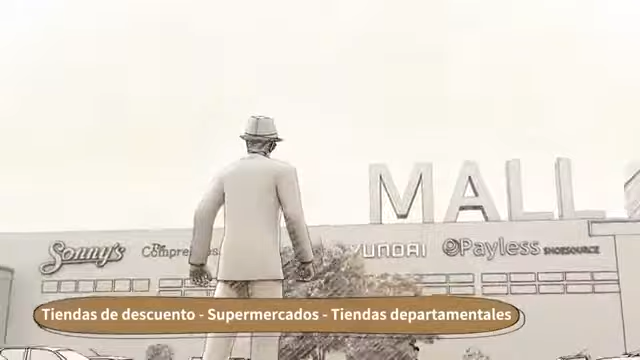 MALL
Sonny's
HYUNDAI
Payless SHOESOURCE
Tiendas de descuento - Supermercados - Tiendas departamentales